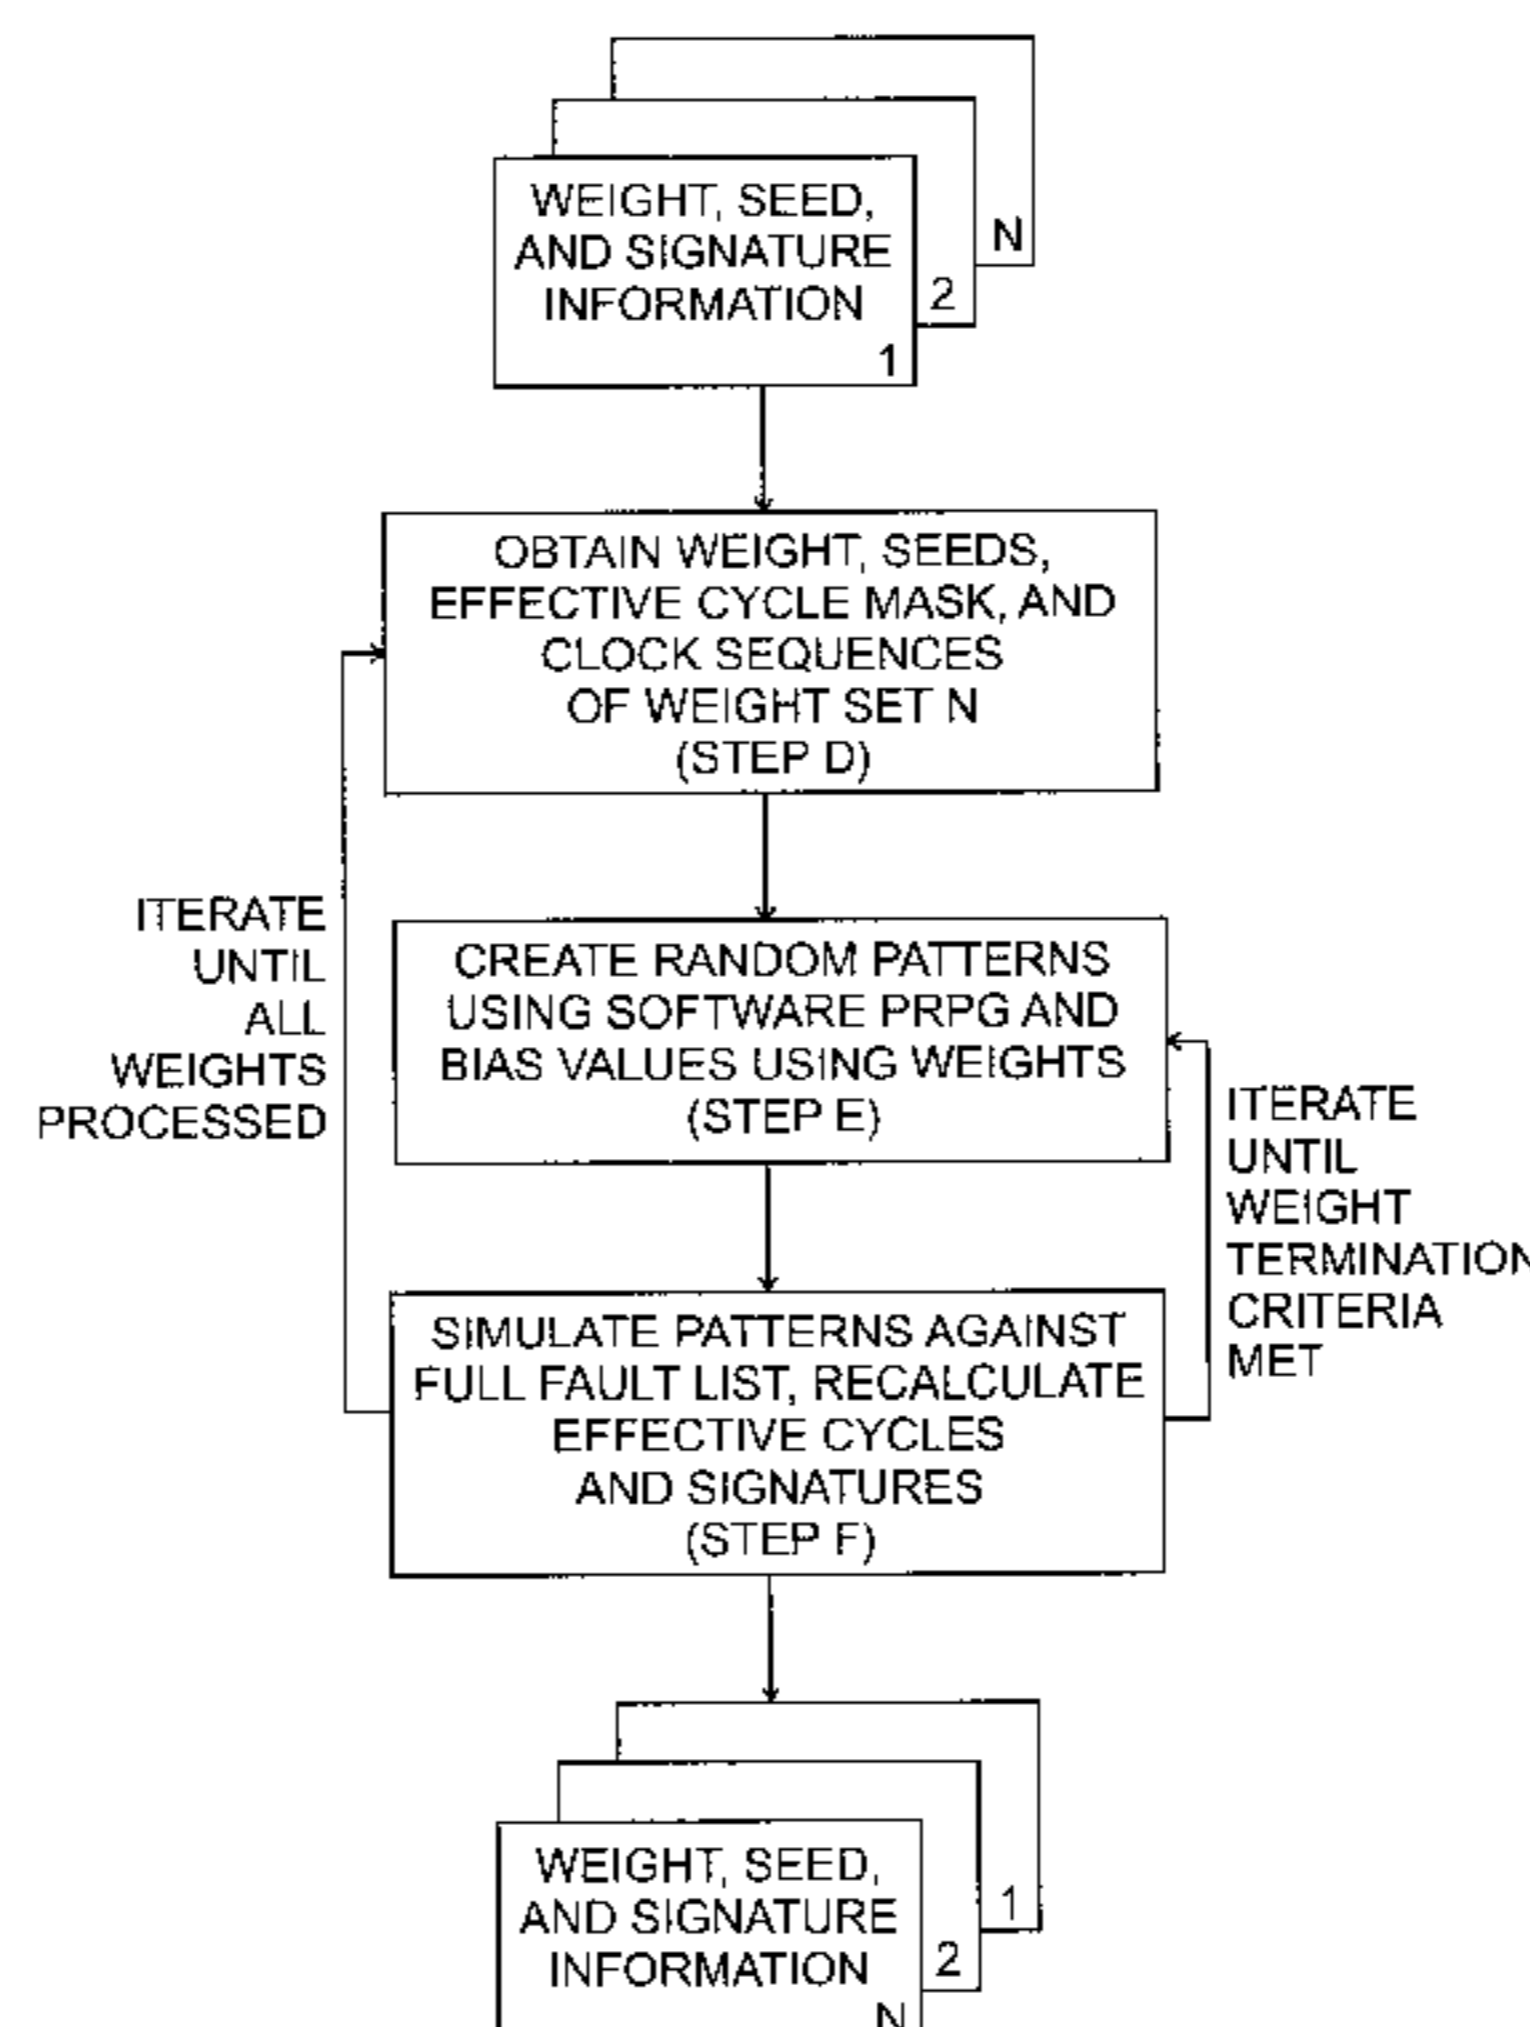 WEIGHT, SEED,
AND SIGNATURE
INFORMATION
1
2
N
OBTAIN WEIGHT, SEEDS,
EFFECTIVE CYCLE MASK, AND
CLOCK SEQUENCES
OF WEIGHT SET N
(STEP D)
ITERATE
UNTIL
ALL
WEIGHTS
PROCESSED
CREATE RANDOM PATTERNS
USING SOFTWARE PRPG AND
BIAS VALUES USING WEIGHTS
(STEP E)
ITERATE
UNTIL
WEIGHT
TERMINATION
CRITERIA
MET
SIMULATE PATTERNS AGAINST
FULL FAULT LIST, RECALCULATE
EFFECTIVE CYCLES
AND SIGNATURES
(STEP F)
WEIGHT, SEED,
AND SIGNATURE
INFORMATION
N
2
1